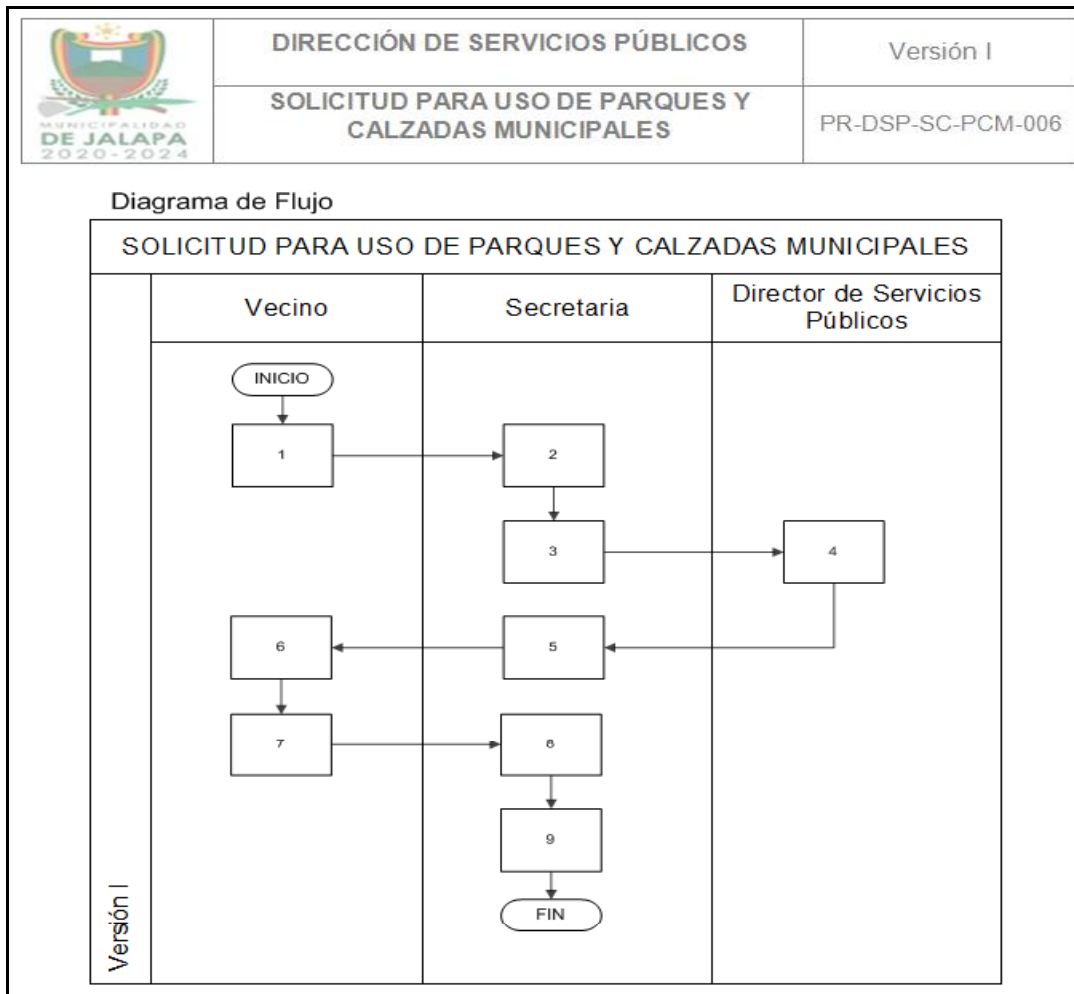 MUNICIPALIDAD
DE JALAPA
2020-2024
DIRECCIÓN DE SERVICIOS PÚBLICOS
Versión I
SOLICITUD PARA USO DE PARQUES Y
CALZADAS MUNICIPALES
PR-DSP-SC-PCM-006
Diagrama de Flujo
SOLICITUD PARA USO DE PARQUES Y CALZADAS MUNICIPALES
Vecino
Secretaria
Director de Servicios
Públicos
INICIO
1
2
3
4
6
5
7
8
9
FIN
Versión I